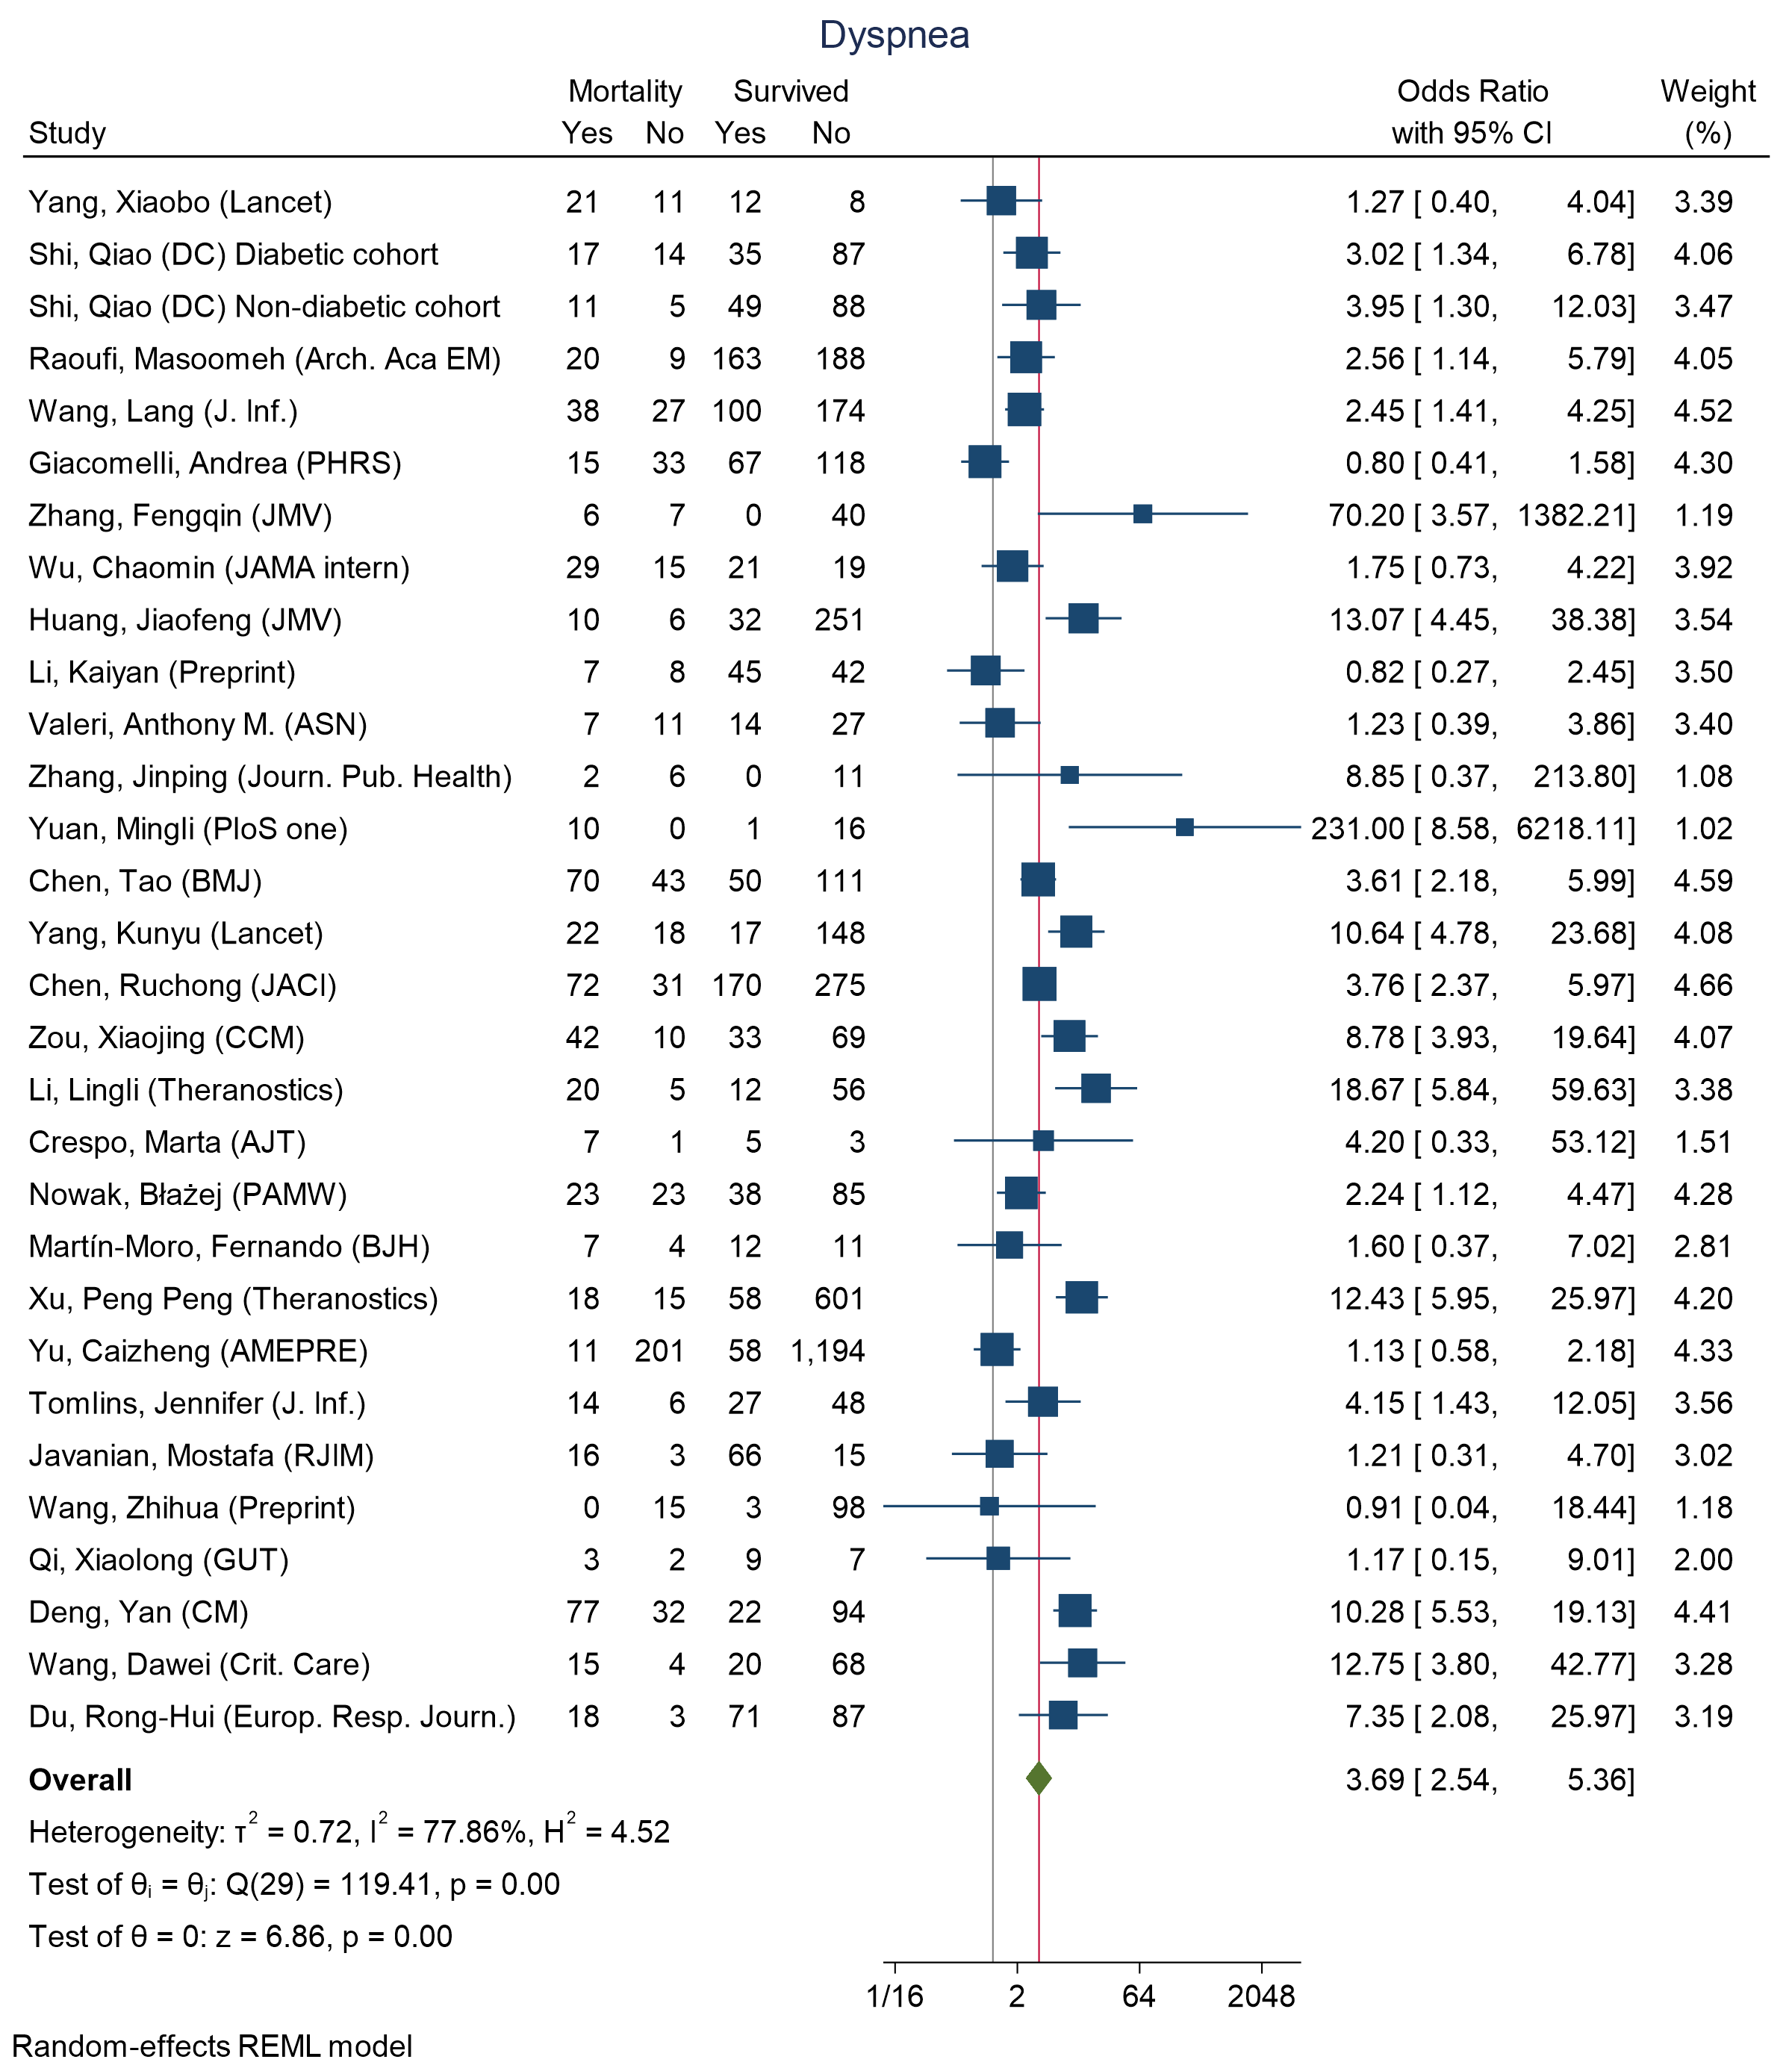 Dyspnea
Mortality Survived Odds Ratio Weight
Study Yes No Yes No with 95% CI (%)
Yang, Xiaobo (Lancet) 21 11 12 8 1.27 [ 0.40, 4.04] 3.39
Shi, Qiao (DC) Diabetic cohort 17 14 35 87 3.02 [ 1.34, 6.78] 4.06
Shi, Qiao (DC) Non-diabetic cohort 11 5 49 88 3.95 [ 1.30, 12.03] 3.47
Raoufi, Masoomeh (Arch. Aca EM) 20 9 163 188 2.56 [ 1.14, 5.79] 4.05
Wang, Lang (J. Inf.) 38 27 100 174 2.45 [ 1.41, 4.25] 4.52
Giacomelli, Andrea (PHRS) 15 33 67 118 0.80 [ 0.41, 1.58] 4.30
Zhang, Fengqin (JMV) 6 7 0 40 70.20 [ 3.57, 1382.21] 1.19
Wu, Chaomin (JAMA intern) 29 15 21 19 1.75 [ 0.73, 4.22] 3.92
Huang, Jiaofeng (JMV) 10 6 32 251 13.07 [ 4.45, 38.38] 3.54
Li, Kaiyan (Preprint) 7 8 45 42 0.82 [ 0.27, 2.45] 3.50
Valeri, Anthony M. (ASN) 7 11 14 27 1.23 [ 0.39, 3.86] 3.40
Zhang, Jinping (Journ. Pub. Health) 2 6 0 11 8.85 [ 0.37, 213.80] 1.08
Yuan, Mingli (PloS one) 10 0 1 16 231.00 [ 8.58, 6218.11] 1.02
Chen, Tao (BMJ) 70 43 50 111 3.61 [ 2.18, 5.99] 4.59
Yang, Kunyu (Lancet) 22 18 17 148 10.64 [ 4.78, 23.68] 4.08
Chen, Ruchong (JACI) 72 31 170 275 3.76 [ 2.37, 5.97] 4.66
Zou, Xiaojing (CCM) 42 10 33 69 8.78 [ 3.93, 19.64] 4.07
Li, Lingli (Theranostics) 20 5 12 56 18.67 [ 5.84, 59.63] 3.38
Crespo, Marta (AJT) 7 1 5 3 4.20 [ 0.33, 53.12] 1.51
Nowak, Błażej (PAMW) 23 23 38 85 2.24 [ 1.12, 4.47] 4.28
Martín-Moro, Fernando (BJH) 7 4 12 11 1.60 [ 0.37, 7.02] 2.81
Xu, Peng Peng (Theranostics) 18 15 58 601 12.43 [ 5.95, 25.97] 4.20
Yu, Caizheng (AMEPRE) 11 201 58 1,194 1.13 [ 0.58, 2.18] 4.33
Tomlins, Jennifer (J. Inf.) 14 6 27 48 4.15 [ 1.43, 12.05] 3.56
Javanian, Mostafa (RJIM) 16 3 66 15 1.21 [ 0.31, 4.70] 3.02
Wang, Zhihua (Preprint) 0 15 3 98 0.91 [ 0.04, 18.44] 1.18
Qi, Xiaolong (GUT) 3 2 9 7 1.17 [ 0.15, 9.01] 2.00
Deng, Yan (CM) 77 32 22 94 10.28 [ 5.53, 19.13] 4.41
Wang, Dawei (Crit. Care) 15 4 20 68 12.75 [ 3.80, 42.77] 3.28
Du, Rong-Hui (Europ. Resp. Journ.) 18 3 71 87 7.35 [ 2.08, 25.97] 3.19
Overall 3.69 [ 2.54, 5.36]
Heterogeneity: τ² = 0.72, I² = 77.86%, H² = 4.52
Test of θᵢ = θⱼ: Q(29) = 119.41, p = 0.00
Test of θ = 0: z = 6.86, p = 0.00
1/16 2 64 2048
Random-effects REML model